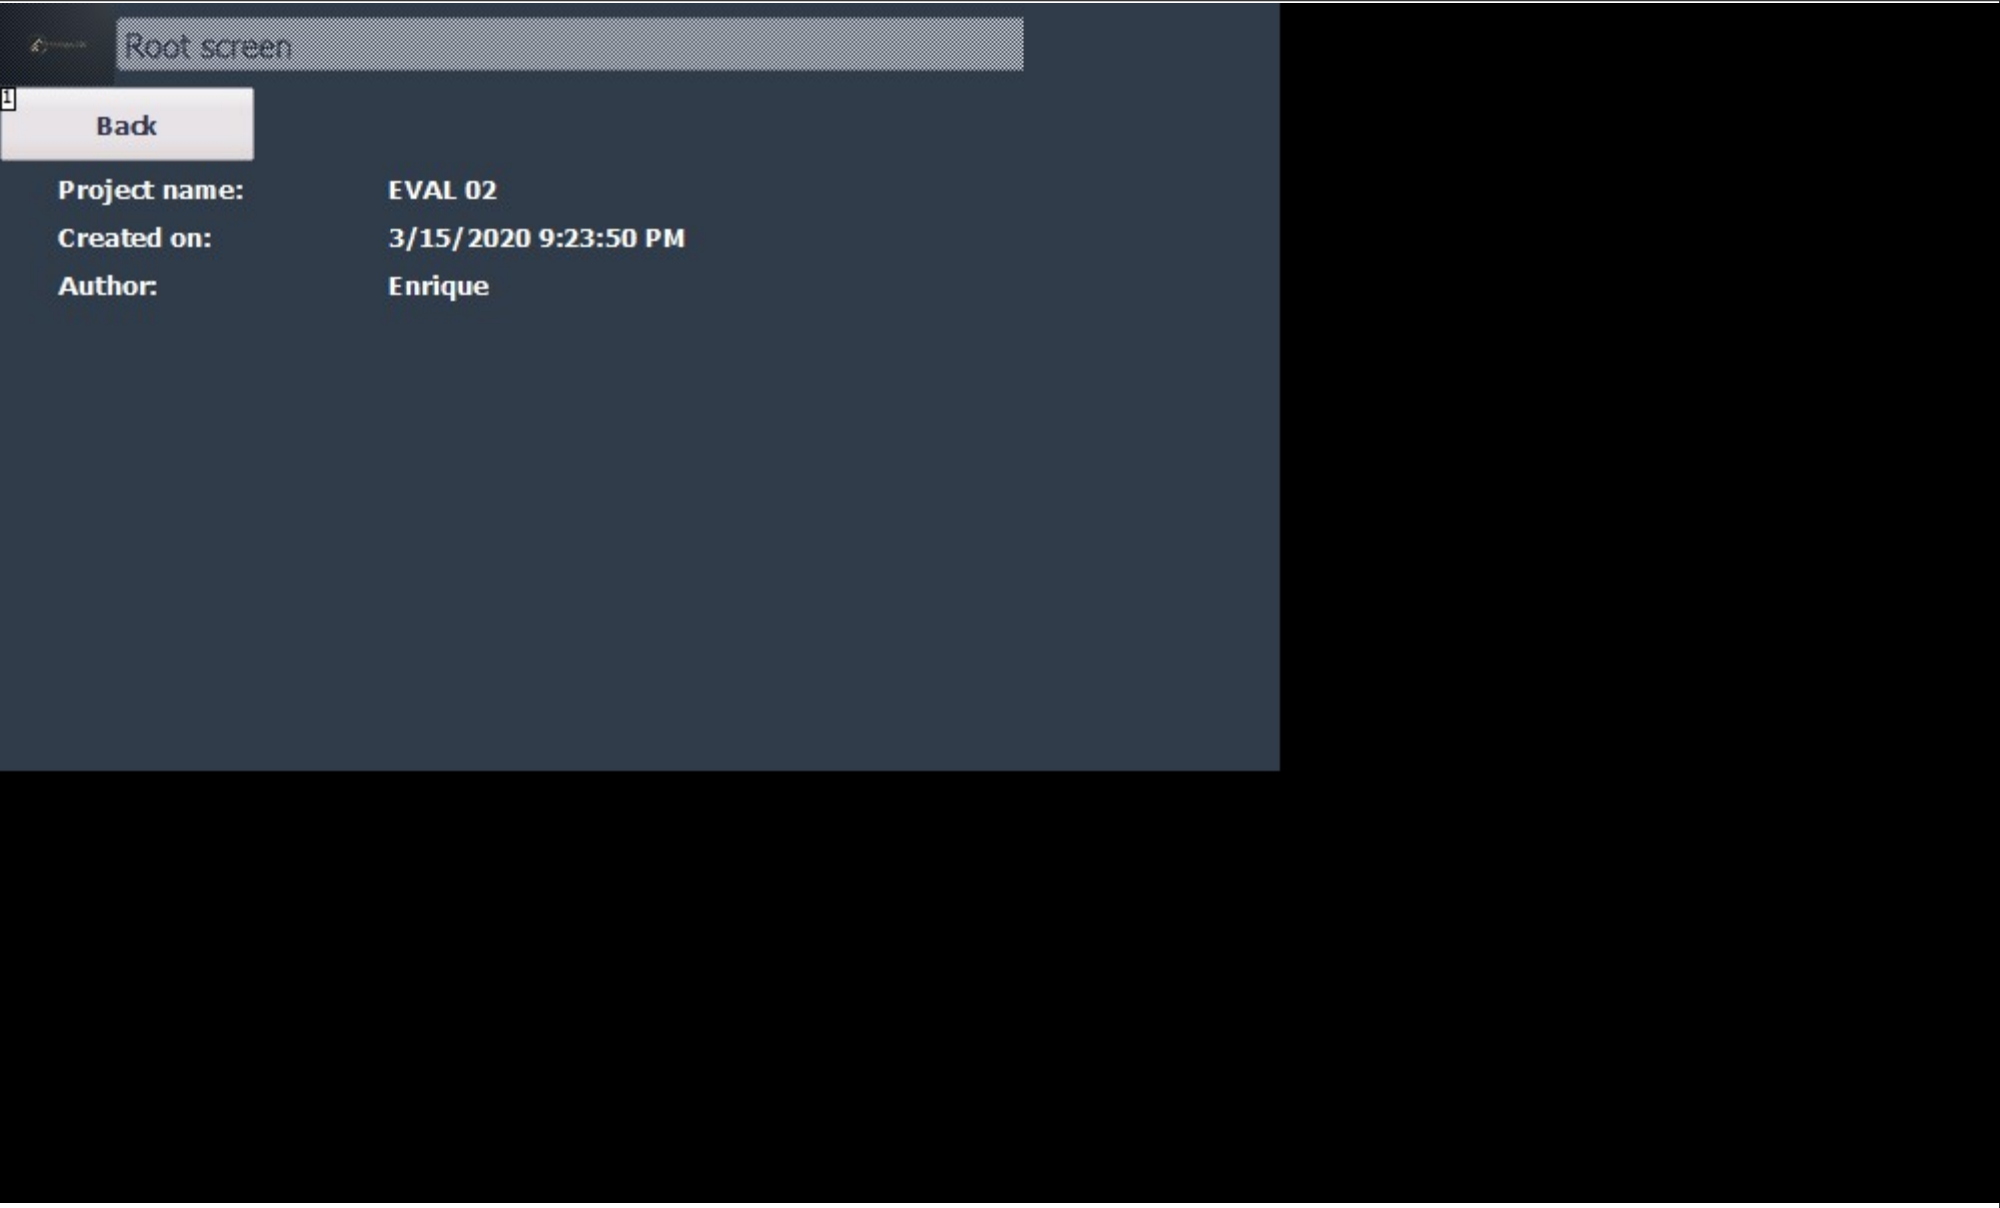 Root screen
1
Back
Project name: EVAL 02
Created on: 3/15/2020 9:23:50 PM
Author: Enrique